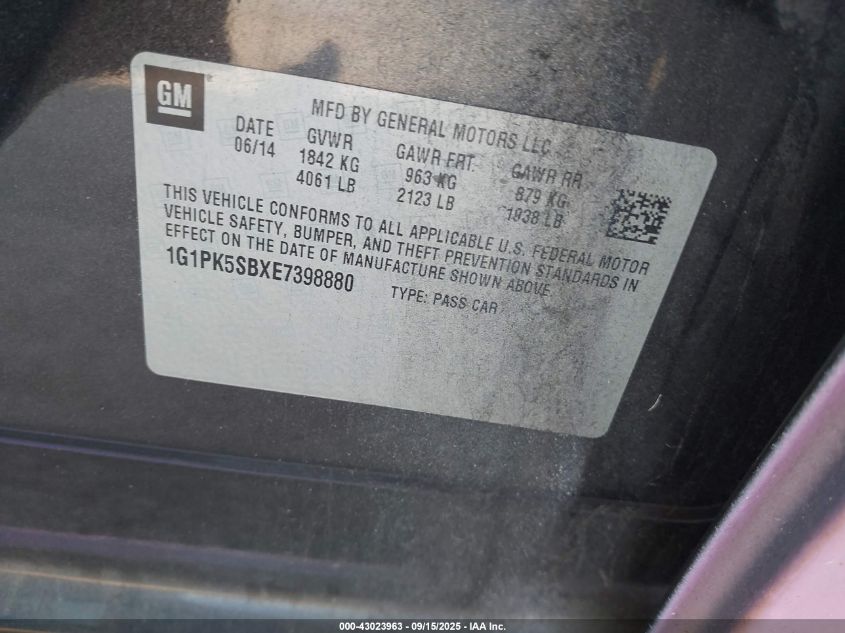 GM
MFD BY GENERAL MOTORS LLC
DATE GVWR GAWR FRT. GAWR RR
06/14 1842 KG 963 KG 879 KG
4061 LB 2123 LB 1938 LB
THIS VEHICLE CONFORMS TO ALL APPLICABLE U.S. FEDERAL MOTOR
VEHICLE SAFETY, BUMPER, AND THEFT PREVENTION STANDARDS IN
EFFECT ON THE DATE OF MANUFACTURE SHOWN ABOVE
1G1PK5SBXE7398880 TYPE: PASS CAR
000-43023963 - 09/15/2025 - IAA Inc.